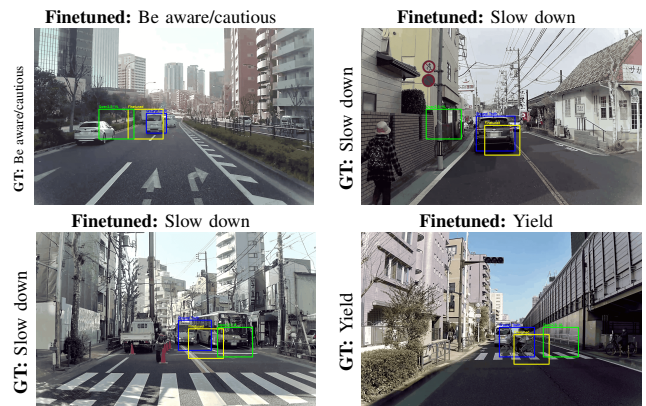 Finetuned: Be aware/cautious
Finetuned: Slow down
GT: Be aware/cautious
GT: Slow down
Finetuned: Slow down
Finetuned: Yield
GT: Slow down
GT: Yield